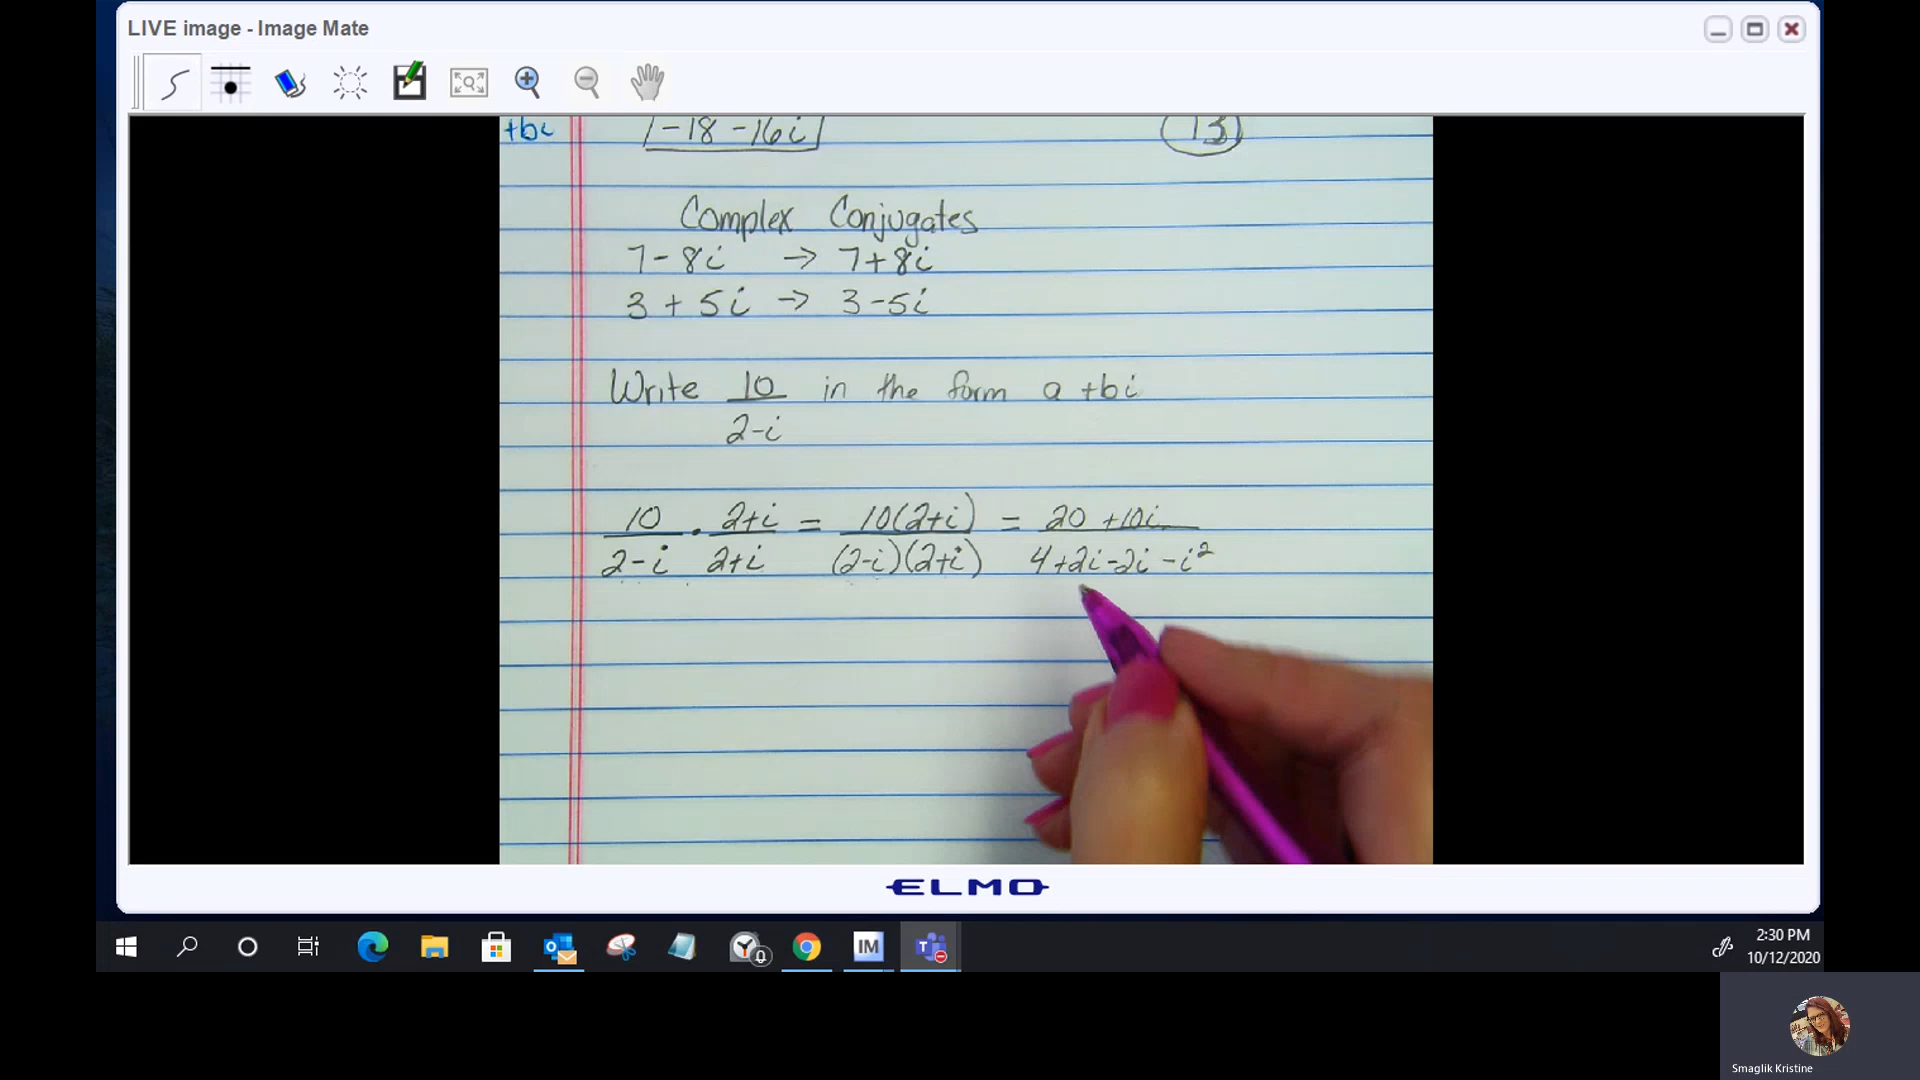 LIVE image - Image Mate
+bi
-18 -16i
13
Complex Conjugates
7 - 8i → 7+8i
3 + 5i → 3-5i
Write 10/2-i in the form a +bi
10/2-i · 2+i/2+i = 10(2+i)/(2-i)(2+i) = 20 +10i/4+2i-2i-i²
ELMO
IM
2:30 PM
10/12/2020
Smaglik Kristine